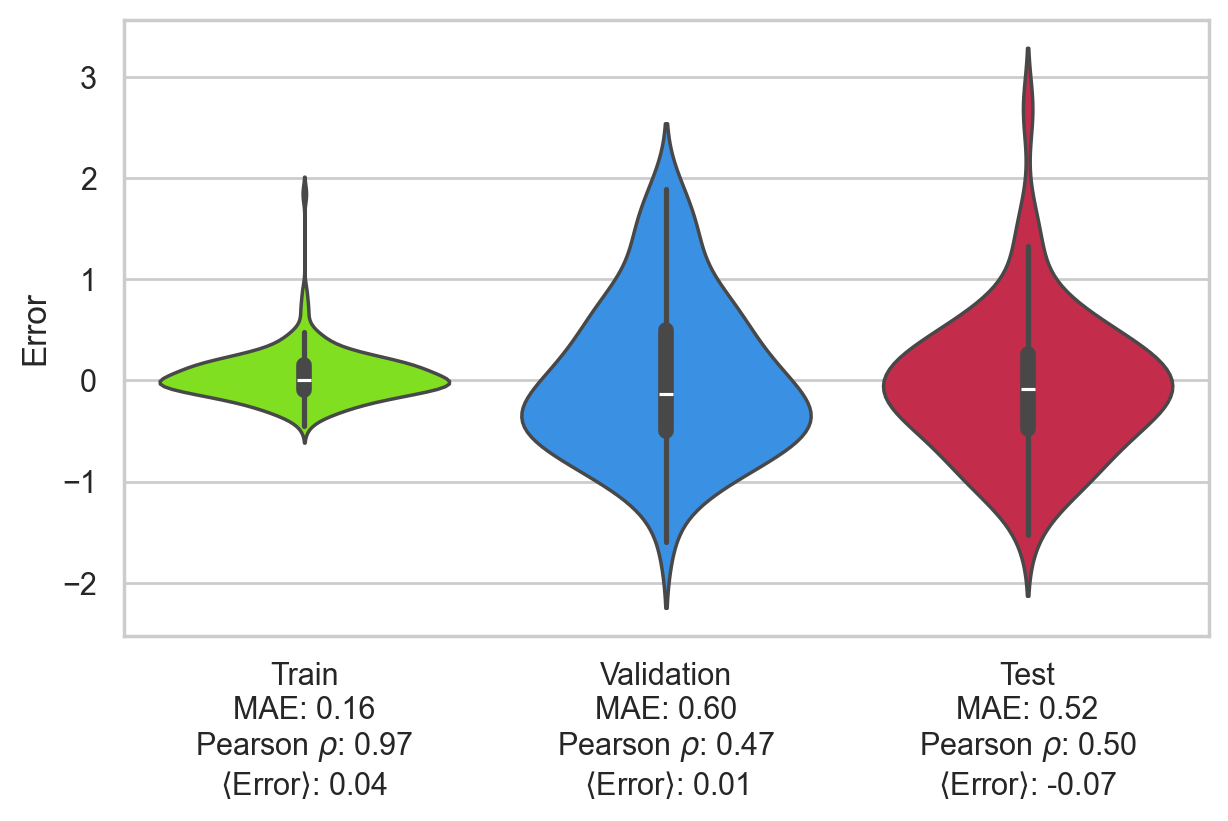 Error
3
2
1
0
−1
−2
Train
MAE: 0.16
Pearson ρ: 0.97
⟨Error⟩: 0.04
Validation
MAE: 0.60
Pearson ρ: 0.47
⟨Error⟩: 0.01
Test
MAE: 0.52
Pearson ρ: 0.50
⟨Error⟩: -0.07